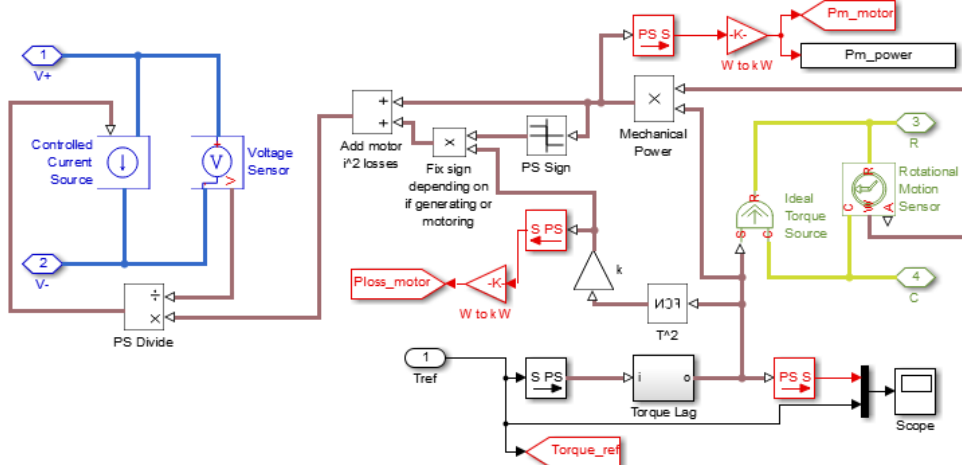 Pm_motor
PS S
-K-
W to kW
Pm_power
1
V+
Controlled
Current
Source
V
V
Voltage
Sensor
2
V-
÷
×
PS Divide
+
+
Add motor
i^2 losses
×
Fix sign
depending on
if generating or
motoring
PS Sign
×
Mechanical
Power
3
R
R
S
C
Ideal
Torque
Source
C
R
W
A
Rotational
Motion
Sensor
4
C
S PS
Ploss_motor
-K-
W to kW
k
FCN
T^2
1
Tref
S PS
i
o
Torque Lag
PS S
Scope
Torque_ref